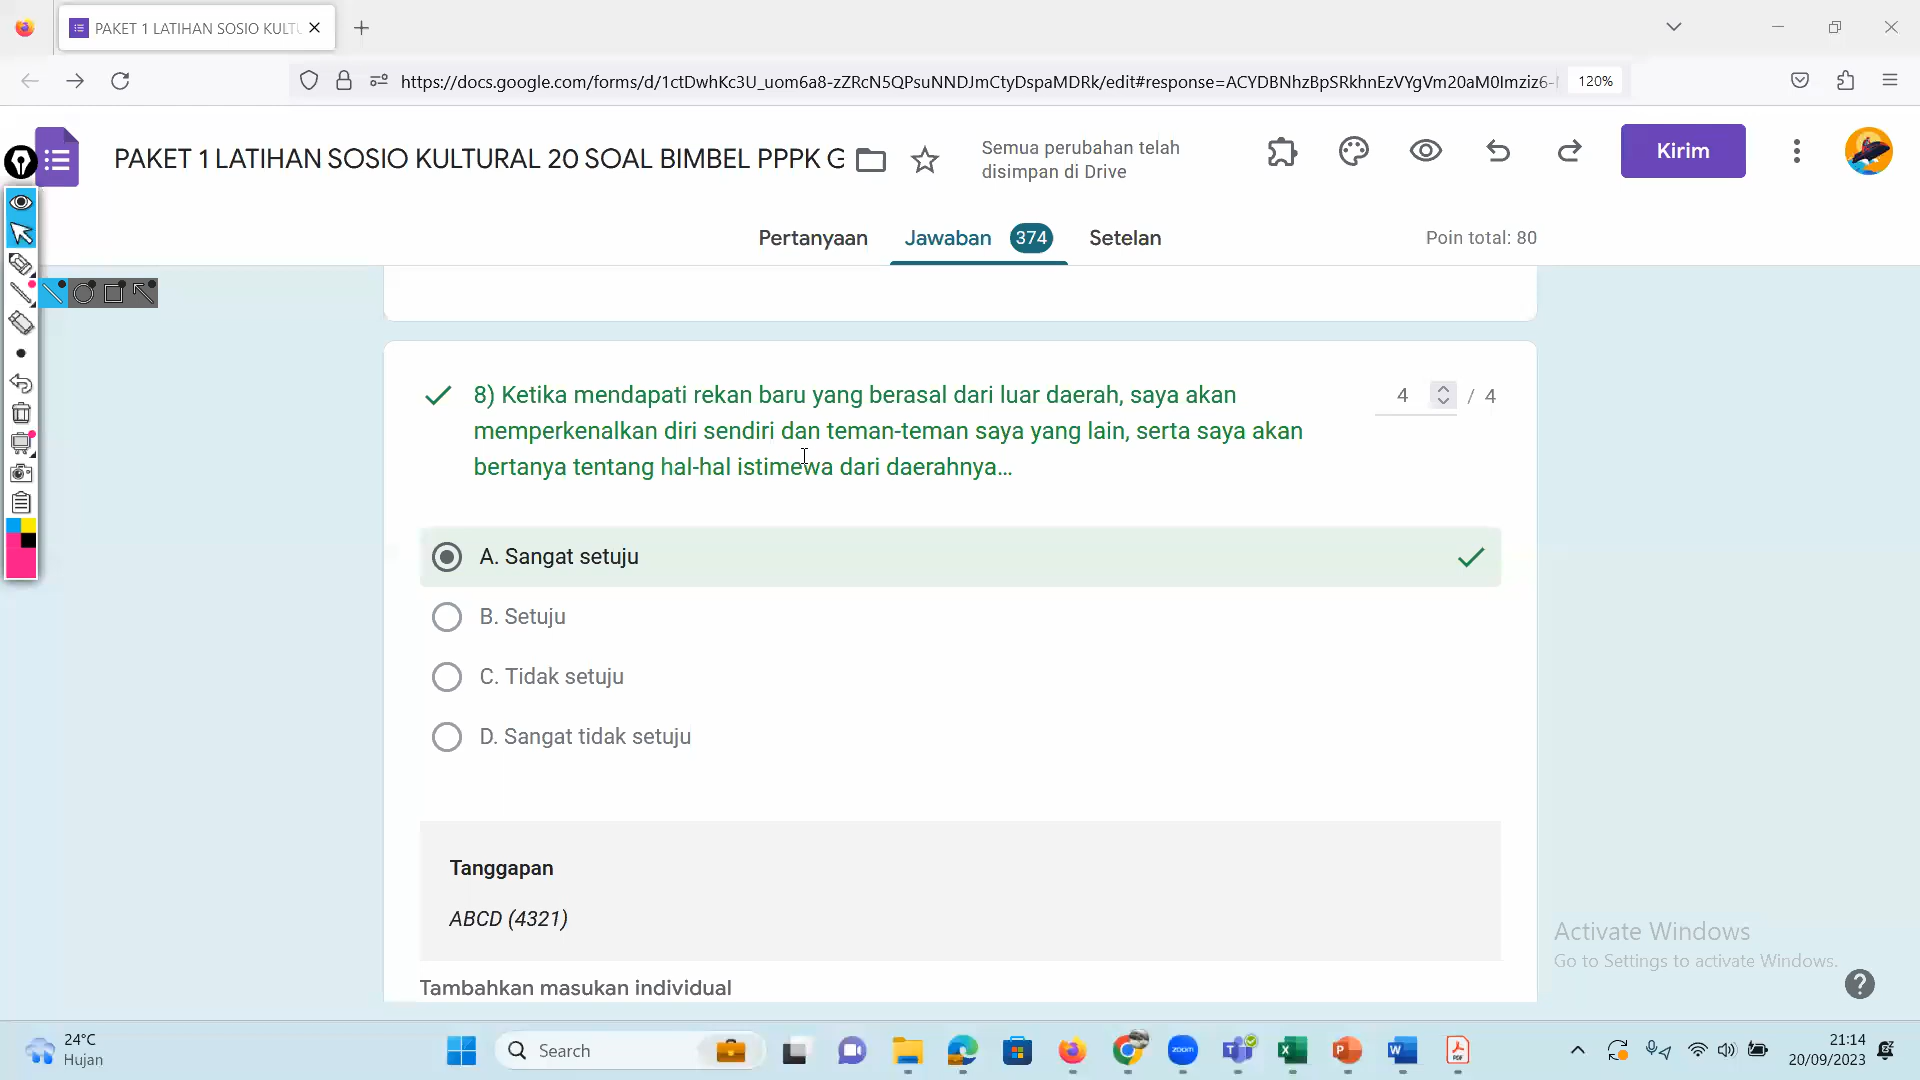 PAKET 1 LATIHAN SOSIO KULTU
https://docs.google.com/forms/d/1ctDwhKc3U_uom6a8-zZRcN5QPsuNNDJmCtyDspaMDRk/edit#response=ACYDBNhzBpSRkhnEzVYgVm20aM0Imziz6-
120%
PAKET 1 LATIHAN SOSIO KULTURAL 20 SOAL BIMBEL PPPK G
Semua perubahan telah
disimpan di Drive
Kirim
Pertanyaan
Jawaban 374
Setelan
Poin total: 80
8) Ketika mendapati rekan baru yang berasal dari luar daerah, saya akan
memperkenalkan diri sendiri dan teman-teman saya yang lain, serta saya akan
bertanya tentang hal-hal istimewa dari daerahnya...
4 / 4
A. Sangat setuju
B. Setuju
C. Tidak setuju
D. Sangat tidak setuju
Tanggapan
ABCD (4321)
Tambahkan masukan individual
Activate Windows
Go to Settings to activate Windows.
24°C
Hujan
Search
zoom
21:14
20/09/2023